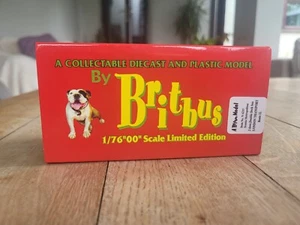 A COLLECTABLE DIECAST AND PLASTIC MODEL
By
Britbus
1/76"00" Scale Limited Edition